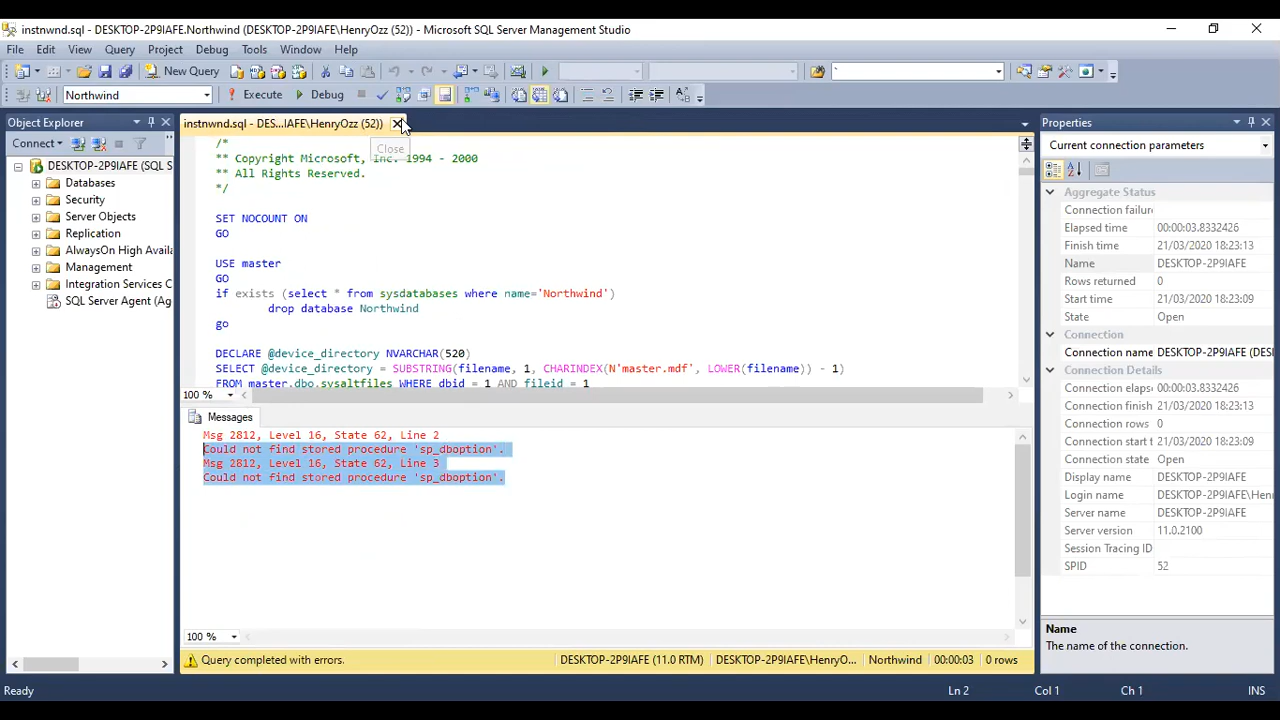 instnwnd.sql - DESKTOP-2P9IAFE.Northwind (DESKTOP-2P9IAFE\HenryOzz (52)) - Microsoft SQL Server Management Studio
File Edit View Query Project Debug Tools Window Help
New Query
Northwind Execute Debug
Object Explorer
Connect
DESKTOP-2P9IAFE (SQL S
Databases
Security
Server Objects
Replication
AlwaysOn High Availa
Management
Integration Services C
SQL Server Agent (Ag
instnwnd.sql - DES...IAFE\HenryOzz (52))
Close
/*
** Copyright Microsoft, Inc. 1994 - 2000
** All Rights Reserved.
*/
SET NOCOUNT ON
GO
USE master
GO
if exists (select * from sysdatabases where name='Northwind')
drop database Northwind
go
DECLARE @device_directory NVARCHAR(520)
SELECT @device_directory = SUBSTRING(filename, 1, CHARINDEX(N'master.mdf', LOWER(filename)) - 1)
FROM master.dbo.sysaltfiles WHERE dbid = 1 AND fileid = 1
100 %
Messages
Msg 2812, Level 16, State 62, Line 2
Could not find stored procedure 'sp_dboption'.
Msg 2812, Level 16, State 62, Line 3
Could not find stored procedure 'sp_dboption'.
100 %
Query completed with errors. DESKTOP-2P9IAFE (11.0 RTM) DESKTOP-2P9IAFE\HenryO... Northwind 00:00:03 0 rows
Properties
Current connection parameters
Aggregate Status
Connection failure
Elapsed time 00:00:03.8332426
Finish time 21/03/2020 18:23:13
Name DESKTOP-2P9IAFE
Rows returned 0
Start time 21/03/2020 18:23:09
State Open
Connection
Connection name DESKTOP-2P9IAFE (DES
Connection Details
Connection elaps 00:00:03.8332426
Connection finish 21/03/2020 18:23:13
Connection rows 0
Connection start t 21/03/2020 18:23:09
Connection state Open
Display name DESKTOP-2P9IAFE
Login name DESKTOP-2P9IAFE\Henr
Server name DESKTOP-2P9IAFE
Server version 11.0.2100
Session Tracing ID
SPID 52
Name
The name of the connection.
Ready Ln 2 Col 1 Ch 1 INS